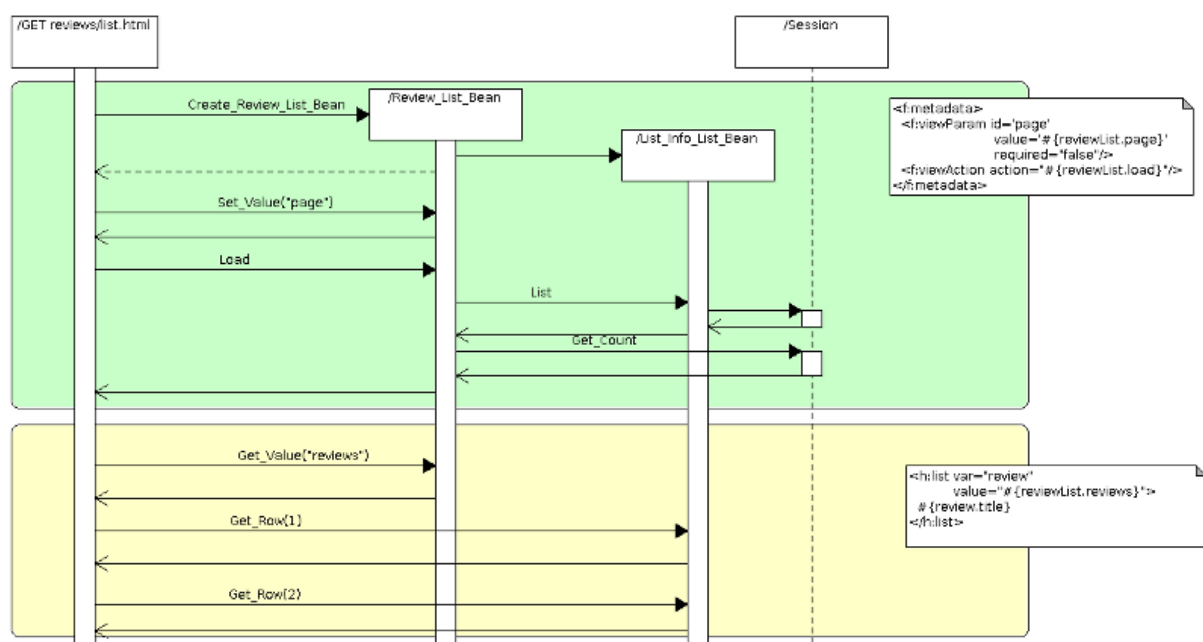 /GET reviews/list.html
/Session
Create_Review_List_Bean
/Review_List_Bean
/List_Info_List_Bean
<f:metadata>
<f:viewParam id='page'
value='#{reviewList.page}'
required="false"/>
<f:viewAction action="#{reviewList.load}"/>
</f:metadata>
Set_Value("page")
Load
List
Get_Count
Get_Value("reviews")
<h:list var="review"
value="#{reviewList.reviews}">
#{review.title}
</h:list>
Get_Row(1)
Get_Row(2)